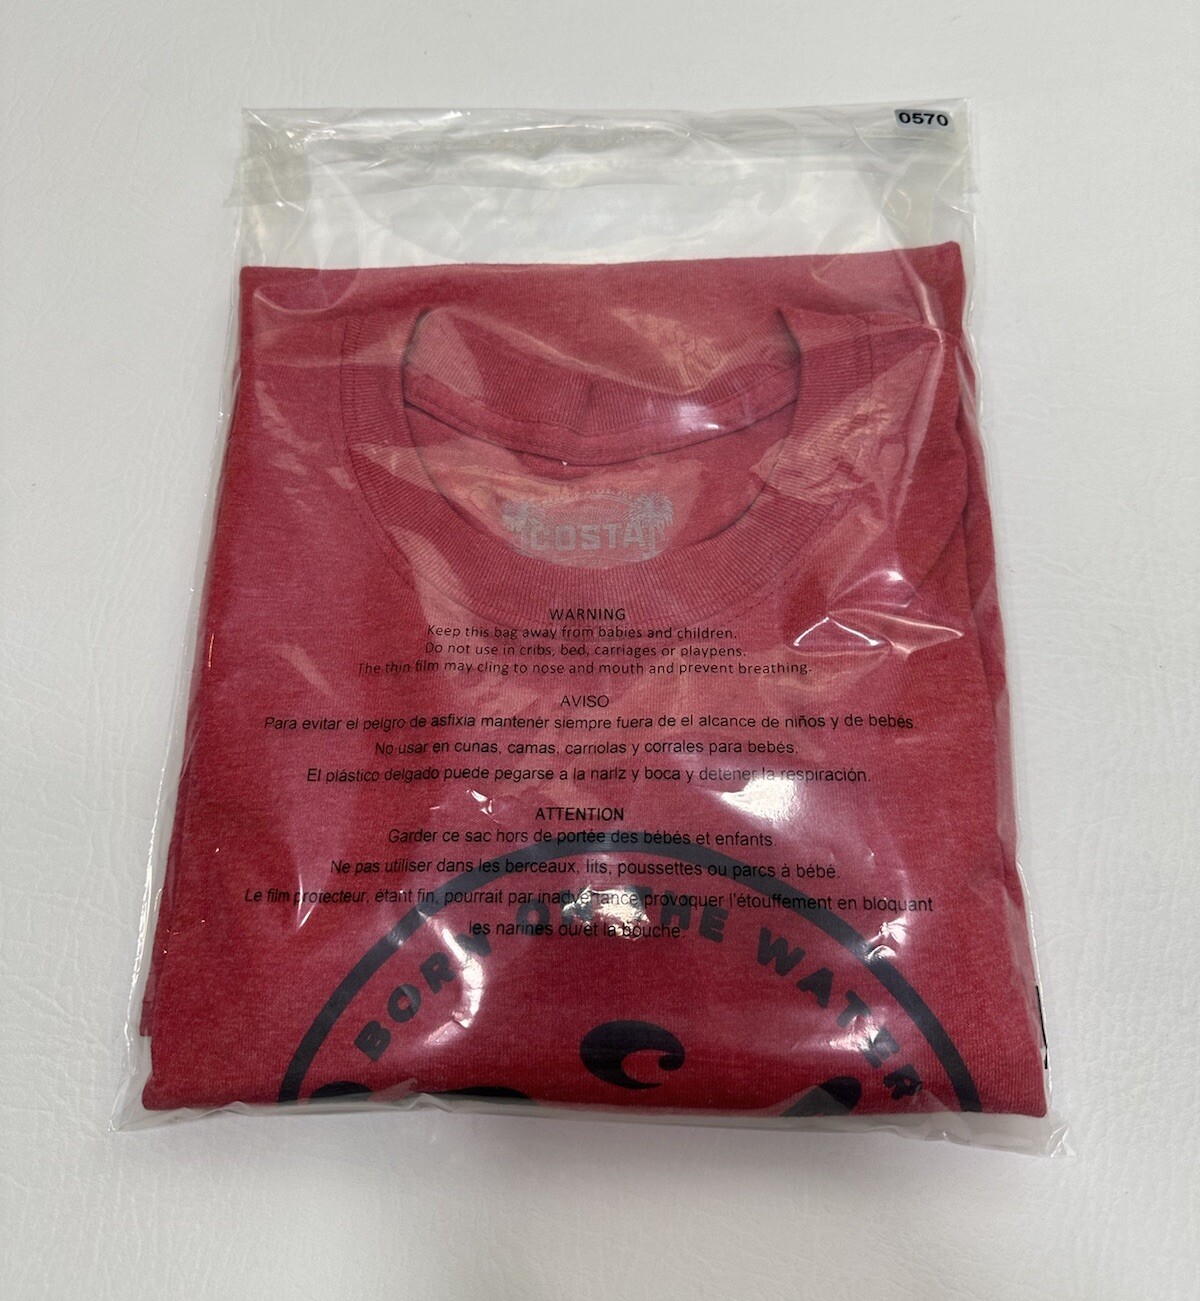 0570
COSTA
WARNING
Keep this bag away from babies and children.
Do not use in cribs, bed, carriages or playpens.
The thin film may cling to nose and mouth and prevent breathing.
AVISO
Para evitar el pelgro de asfixia mantener siempre fuera de el alcance de niños y de bebés.
No usar en cunas, camas, carriolas y corrales para bebés.
El plástico delgado puede pegarse a la nariz y boca y detener la respiración.
ATTENTION
Garder ce sac hors de portée des bébés et enfants.
Ne pas utiliser dans les berceaux, lits, poussettes ou parcs à bébé.
Le film protecteur, étant fin, pourrait par inadvertance provoquer l'étouffement en bloquant
les narines ou/et la bouche.
BORN ON THE WATER